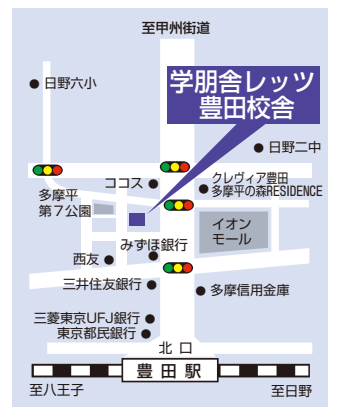 至甲州街道
日野六小
学朋舎レッツ
豊田校舎
日野二中
ココス
クレヴィア豊田
多摩平の森RESIDENCE
多摩平
第7公園
イオン
モール
みずほ銀行
西友
三井住友銀行
多摩信用金庫
三菱東京UFJ銀行
東京都民銀行
北口
豊田駅
至八王子
至日野